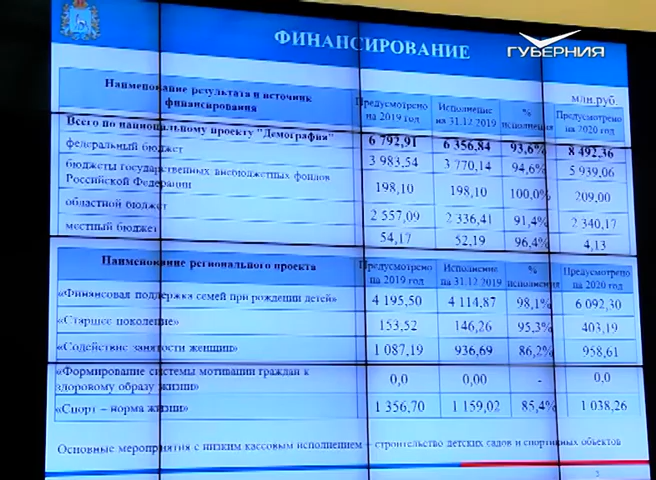 ФИНАНСИРОВАНИЕ
ГУБЕРНИЯ
млн.руб.
Наименование результата и источник финансирования Предусмотрено на 2019 год Исполнение на 31.12 2019 % исполнения Предусмотрено на 2020 год
Всего по национальному проекту "Демография" 6 792,91 6 356,84 93,6% 8 492,36
федеральный бюджет 3 983,54 3 770,14 94,6% 5 939,06
бюджеты государственных внебюджетных фондов
Российской Федерации 198,10 198,10 100,0% 209,00
областной бюджет 2 557,09 2 336,41 91,4% 2 340,17
местный бюджет 54,17 52,19 96,4% 4,13
Наименование регионального проекта Предусмотрено на 2019 год Исполнение на 31.12 2019 % исполнения Предусмотрено на 2020 год
«Финансовая поддержка семей при рождении детей» 4 195,50 4 114,87 98,1% 6 092,30
«Старшее поколение» 153,52 146,26 95,3% 403,19
«Содействие занятости женщин» 1 087,19 936,69 86,2% 958,61
«Формирование системы мотивации граждан к
здоровому образу жизни» 0,0 0,00 - 0,0
«Спорт – норма жизни» 1 356,70 1 159,02 85,4% 1 038,26
Основные мероприятия с низким кассовым исполнением – строительство детских садов и спортивных объектов